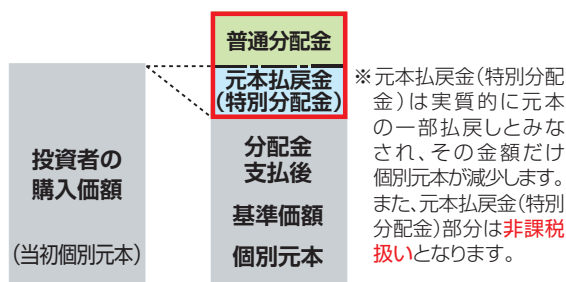 普通分配金
元本払戻金
(特別分配金)
投資者の
購入価額
(当初個別元本)
分配金
支払後
基準価額
個別元本
※元本払戻金(特別分配
金)は実質的に元本
の一部払戻しとみな
され、その金額だけ
個別元本が減少します。
また、元本払戻金(特別
分配金)部分は非課税
扱いとなります。